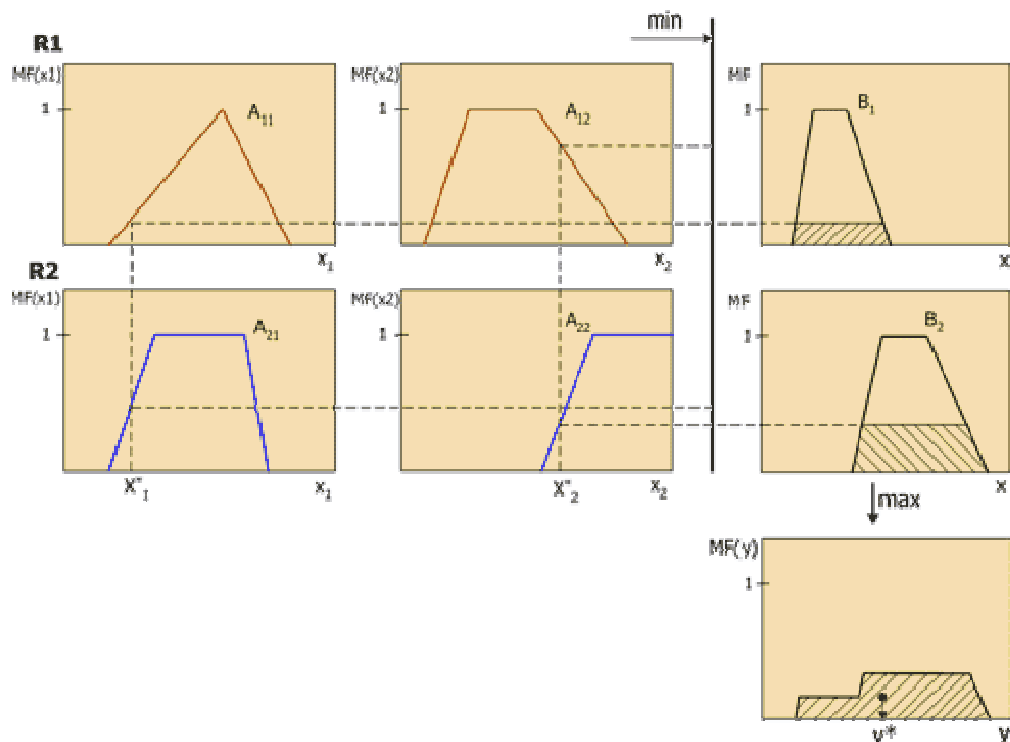 min
R1
MF(x1)
1
A11
x1
MF(x2)
1
A12
x2
MF
1
B1
x
R2
MF(x1)
1
A21
X*1
x1
MF(x2)
1
A22
X*2
x2
MF
1
B2
x
max
MF(y)
1
y*
y